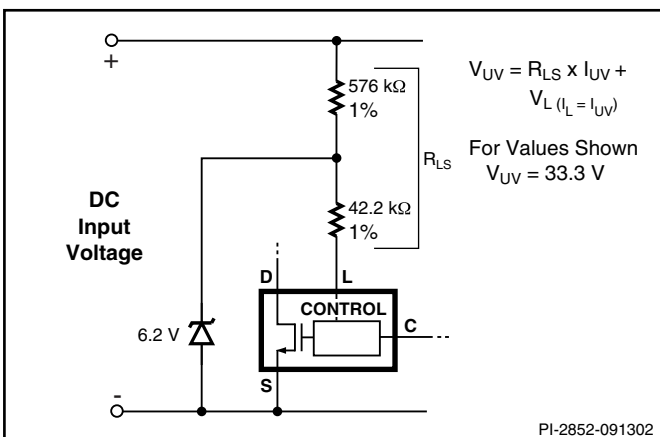 +
576 kΩ
1%
R_LS
V_UV = R_LS x I_UV +
V_L (I_L = I_UV)
For Values Shown
V_UV = 33.3 V
DC
Input
Voltage
42.2 kΩ
1%
D
L
CONTROL
C
6.2 V
S
-
PI-2852-091302